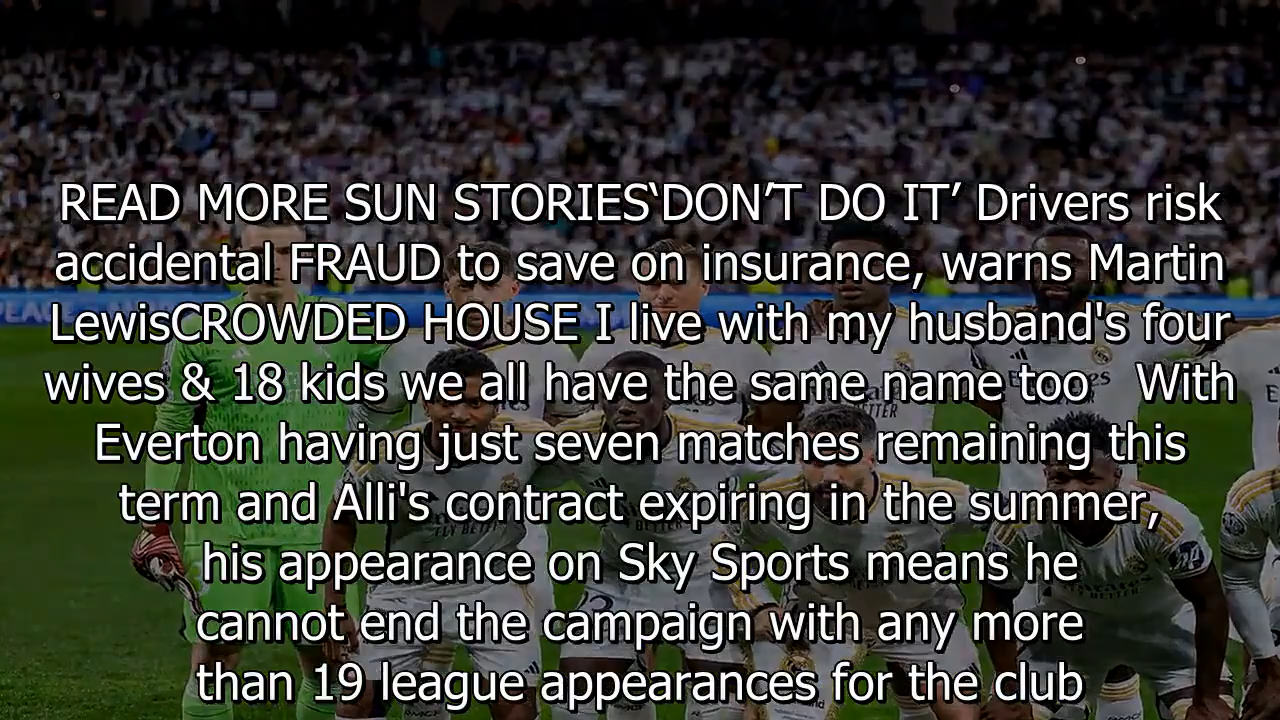 READ MORE SUN STORIES‘DON’T DO IT’ Drivers risk
accidental FRAUD to save on insurance, warns Martin
LewisCROWDED HOUSE I live with my husband's four
wives & 18 kids we all have the same name too   With
Everton having just seven matches remaining this
term and Alli's contract expiring in the summer,
his appearance on Sky Sports means he
cannot end the campaign with any more
than 19 league appearances for the club